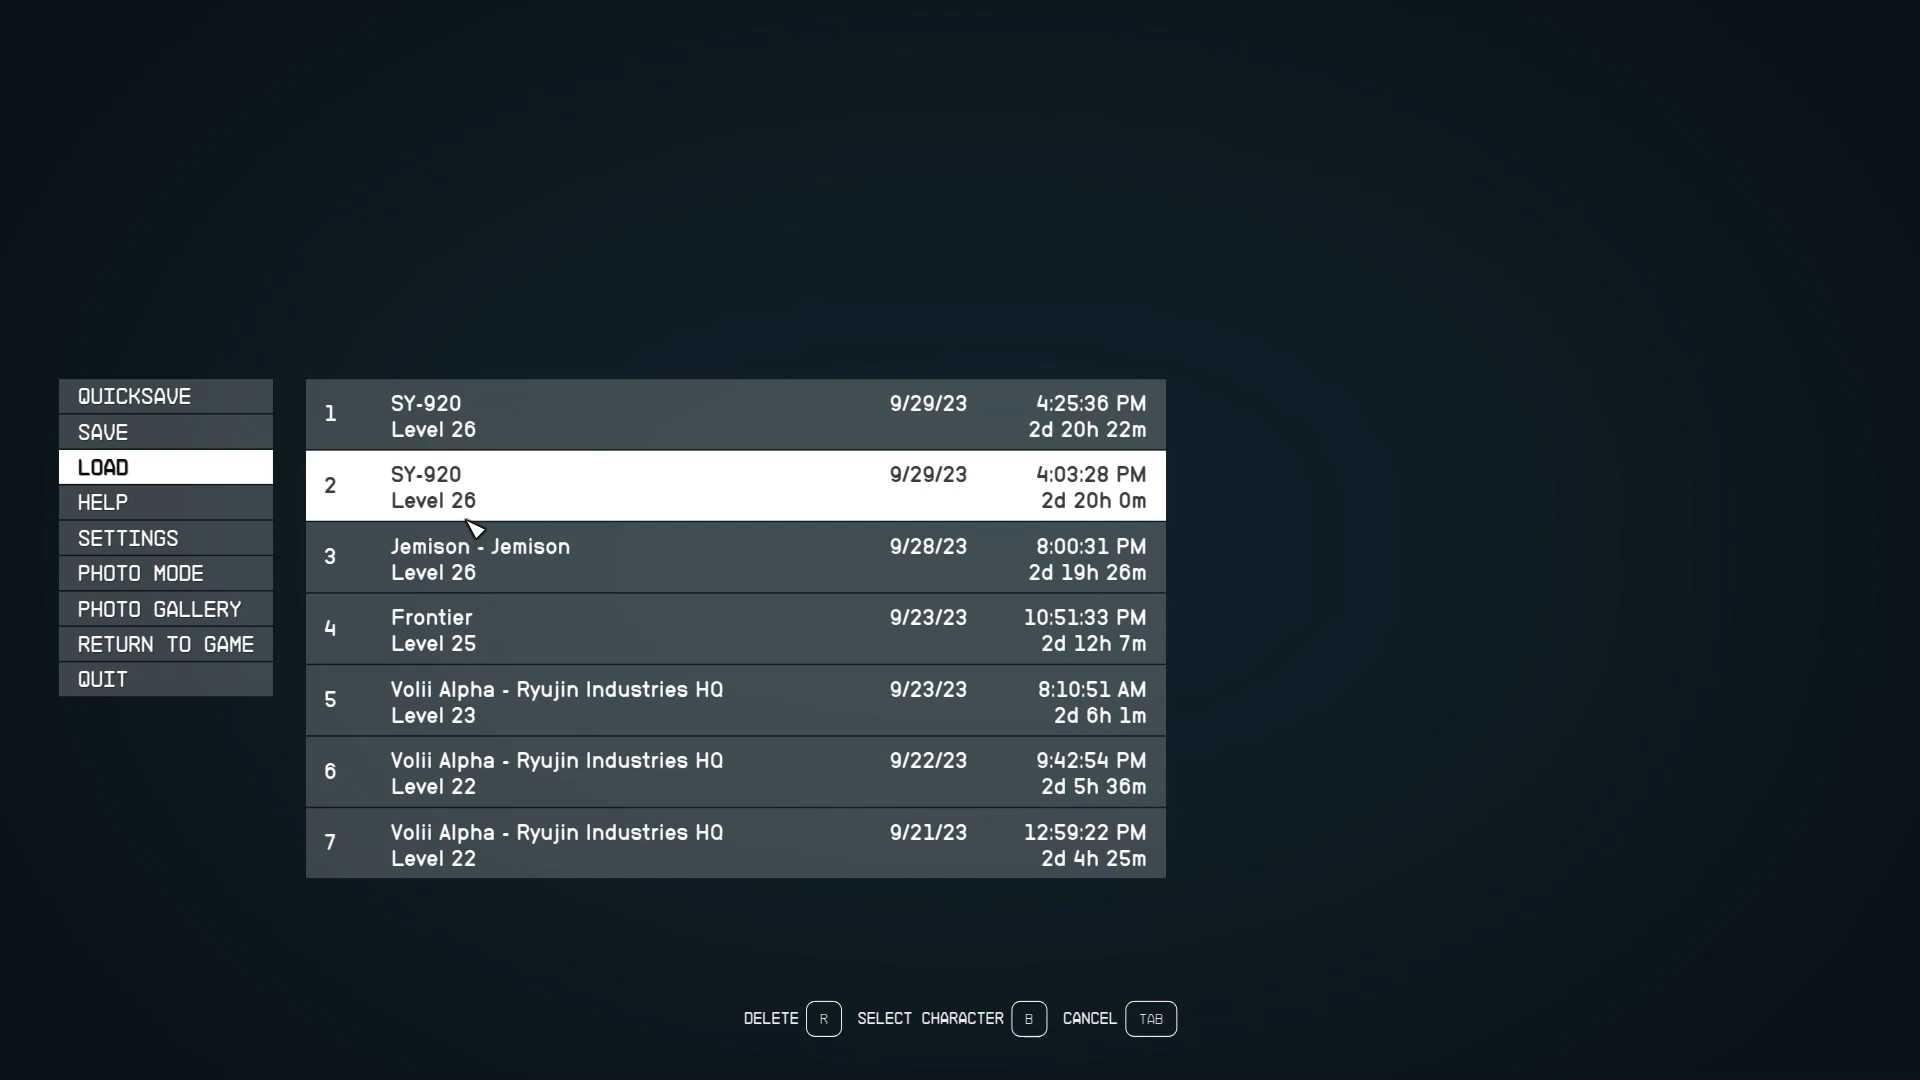 QUICKSAVE
SAVE
LOAD
HELP
SETTINGS
PHOTO MODE
PHOTO GALLERY
RETURN TO GAME
QUIT
1 SY-920 9/29/23 4:25:36 PM
Level 26 2d 20h 22m
2 SY-920 9/29/23 4:03:28 PM
Level 26 2d 20h 0m
3 Jemison - Jemison 9/28/23 8:00:31 PM
Level 26 2d 19h 26m
4 Frontier 9/23/23 10:51:33 PM
Level 25 2d 12h 7m
5 Volii Alpha - Ryujin Industries HQ 9/23/23 8:10:51 AM
Level 23 2d 6h 1m
6 Volii Alpha - Ryujin Industries HQ 9/22/23 9:42:54 PM
Level 22 2d 5h 36m
7 Volii Alpha - Ryujin Industries HQ 9/21/23 12:59:22 PM
Level 22 2d 4h 25m
DELETE R SELECT CHARACTER B CANCEL TAB